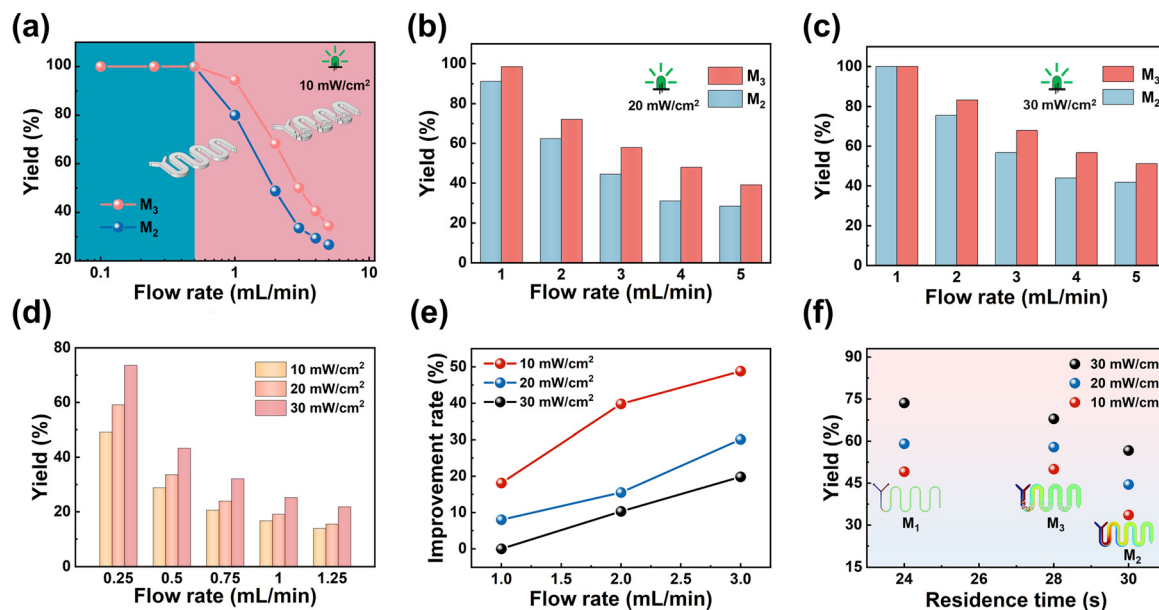 (a)
Yield (%)
100
80
60
40
20
10 mW/cm²
M₃
M₂
0.1
1
10
Flow rate (mL/min)
(b)
Yield (%)
100
80
60
40
20
0
20 mW/cm²
M₃
M₂
1 2 3 4 5
Flow rate (mL/min)
(c)
Yield (%)
100
80
60
40
20
0
30 mW/cm²
M₃
M₂
1 2 3 4 5
Flow rate (mL/min)
(d)
Yield (%)
80
60
40
20
0
10 mW/cm²
20 mW/cm²
30 mW/cm²
0.25 0.5 0.75 1 1.25
Flow rate (mL/min)
(e)
Improvement rate (%)
50
40
30
20
10
0
10 mW/cm²
20 mW/cm²
30 mW/cm²
1.0 1.5 2.0 2.5 3.0
Flow rate (mL/min)
(f)
Yield (%)
90
75
60
45
30
15
30 mW/cm
20 mW/cm
10 mW/cm
M₁
M₃
M₂
24 26 28 30
Residence time (s)